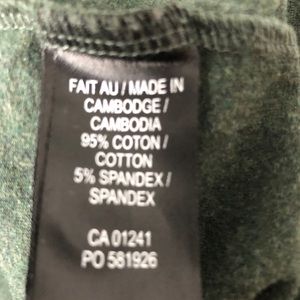 FAIT AU / MADE IN
CAMBODGE /
CAMBODIA
95% COTON /
COTTON
5% SPANDEX /
SPANDEX
CA 01241
PO 581926